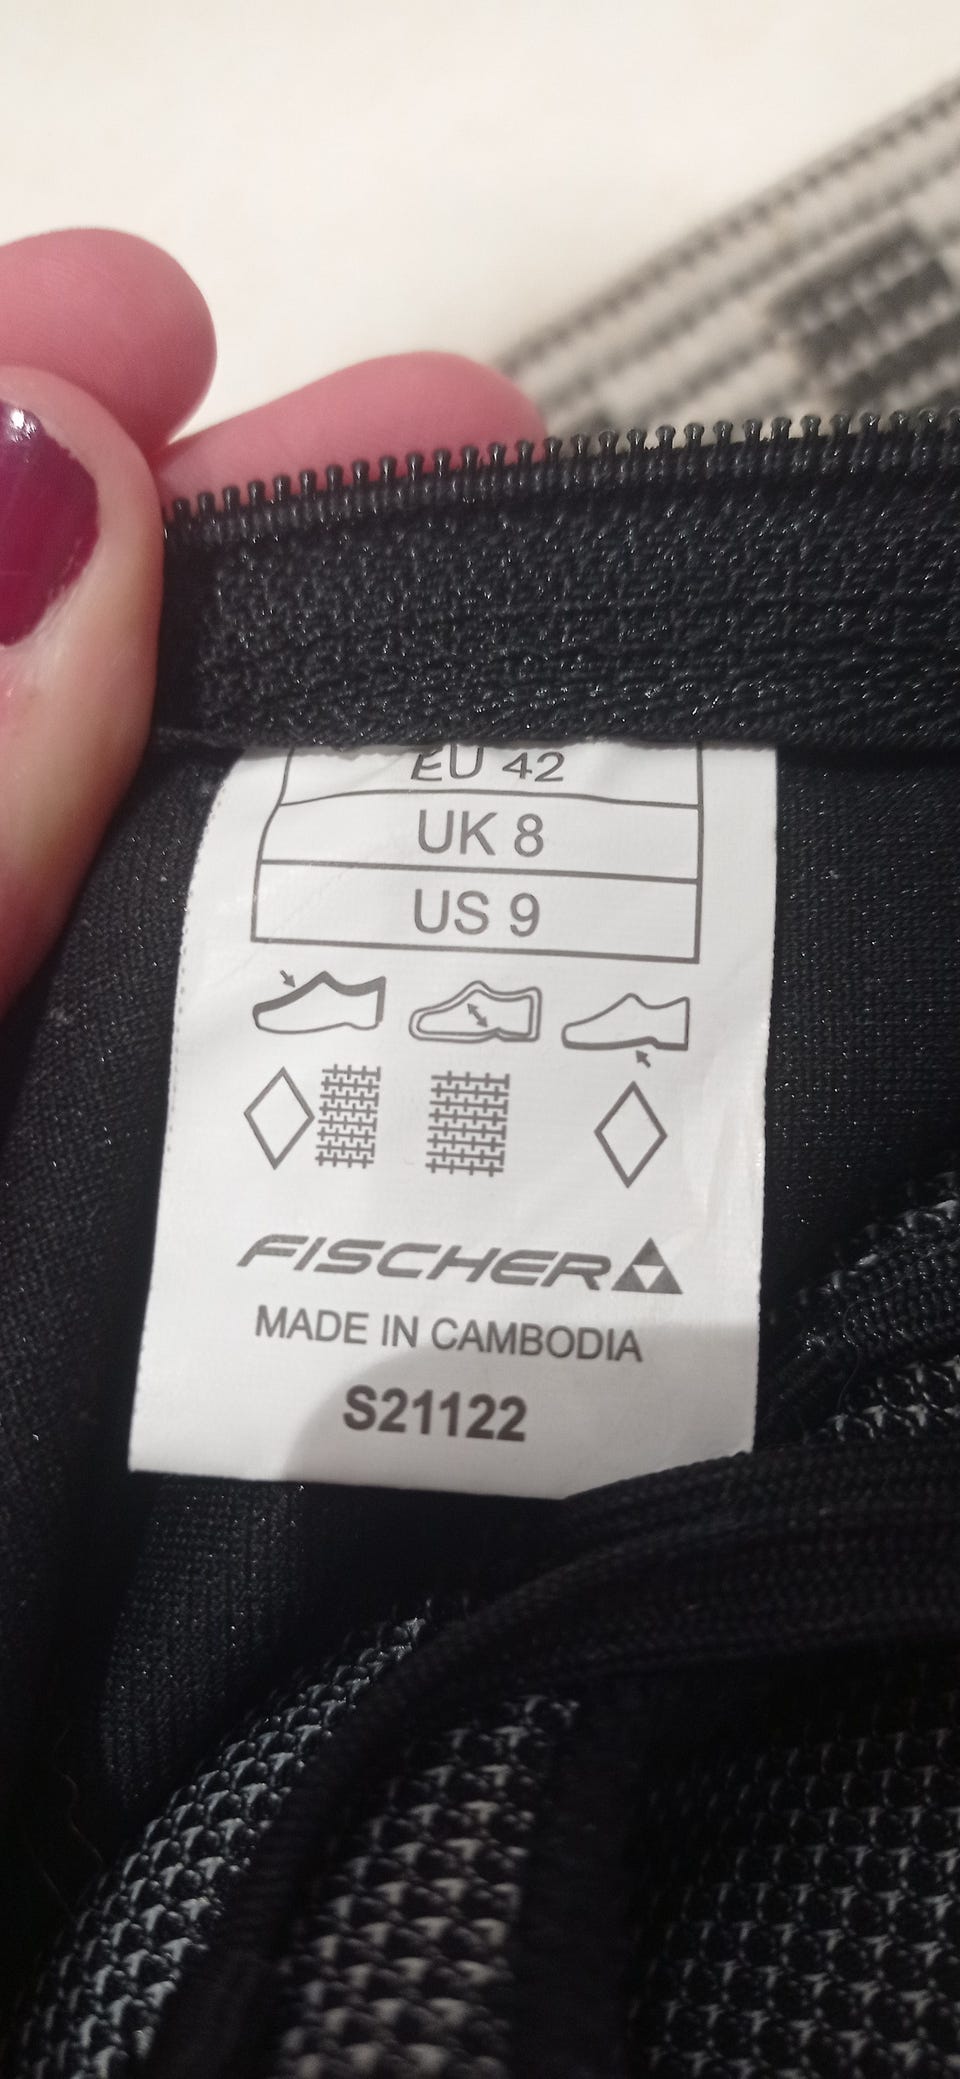 EU 42
UK 8
US 9
FISCHER
MADE IN CAMBODIA
S21122